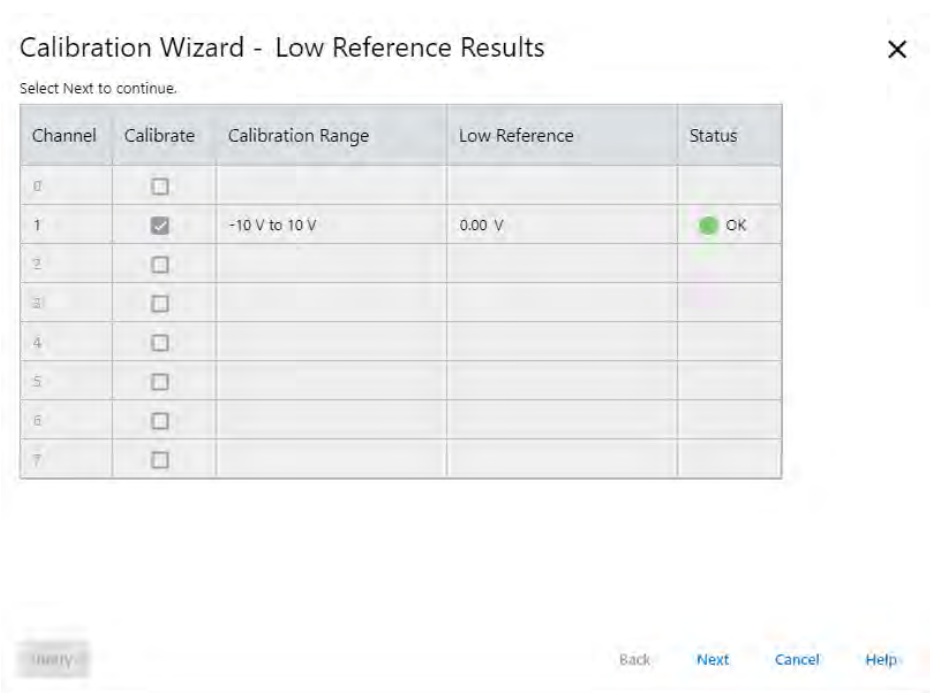 Calibration Wizard - Low Reference Results
Select Next to continue.
Channel Calibrate Calibration Range Low Reference Status
0
1 -10 V to 10 V 0.00 V OK
2
3
4
5
6
7
Back Next Cancel Help